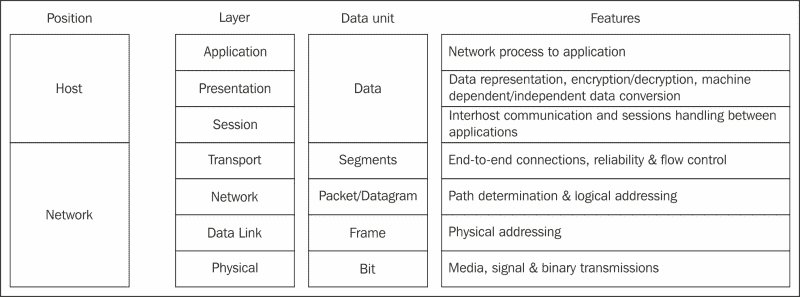 Position Layer Data unit Features
Host
Application
Presentation
Session
Data
Network process to application
Data representation, encryption/decryption, machine
dependent/independent data conversion
Interhost communication and sessions handling between
applications
Network
Transport Segments End-to-end connections, reliability & flow control
Network Packet/Datagram Path determination & logical addressing
Data Link Frame Physical addressing
Physical Bit Media, signal & binary transmissions